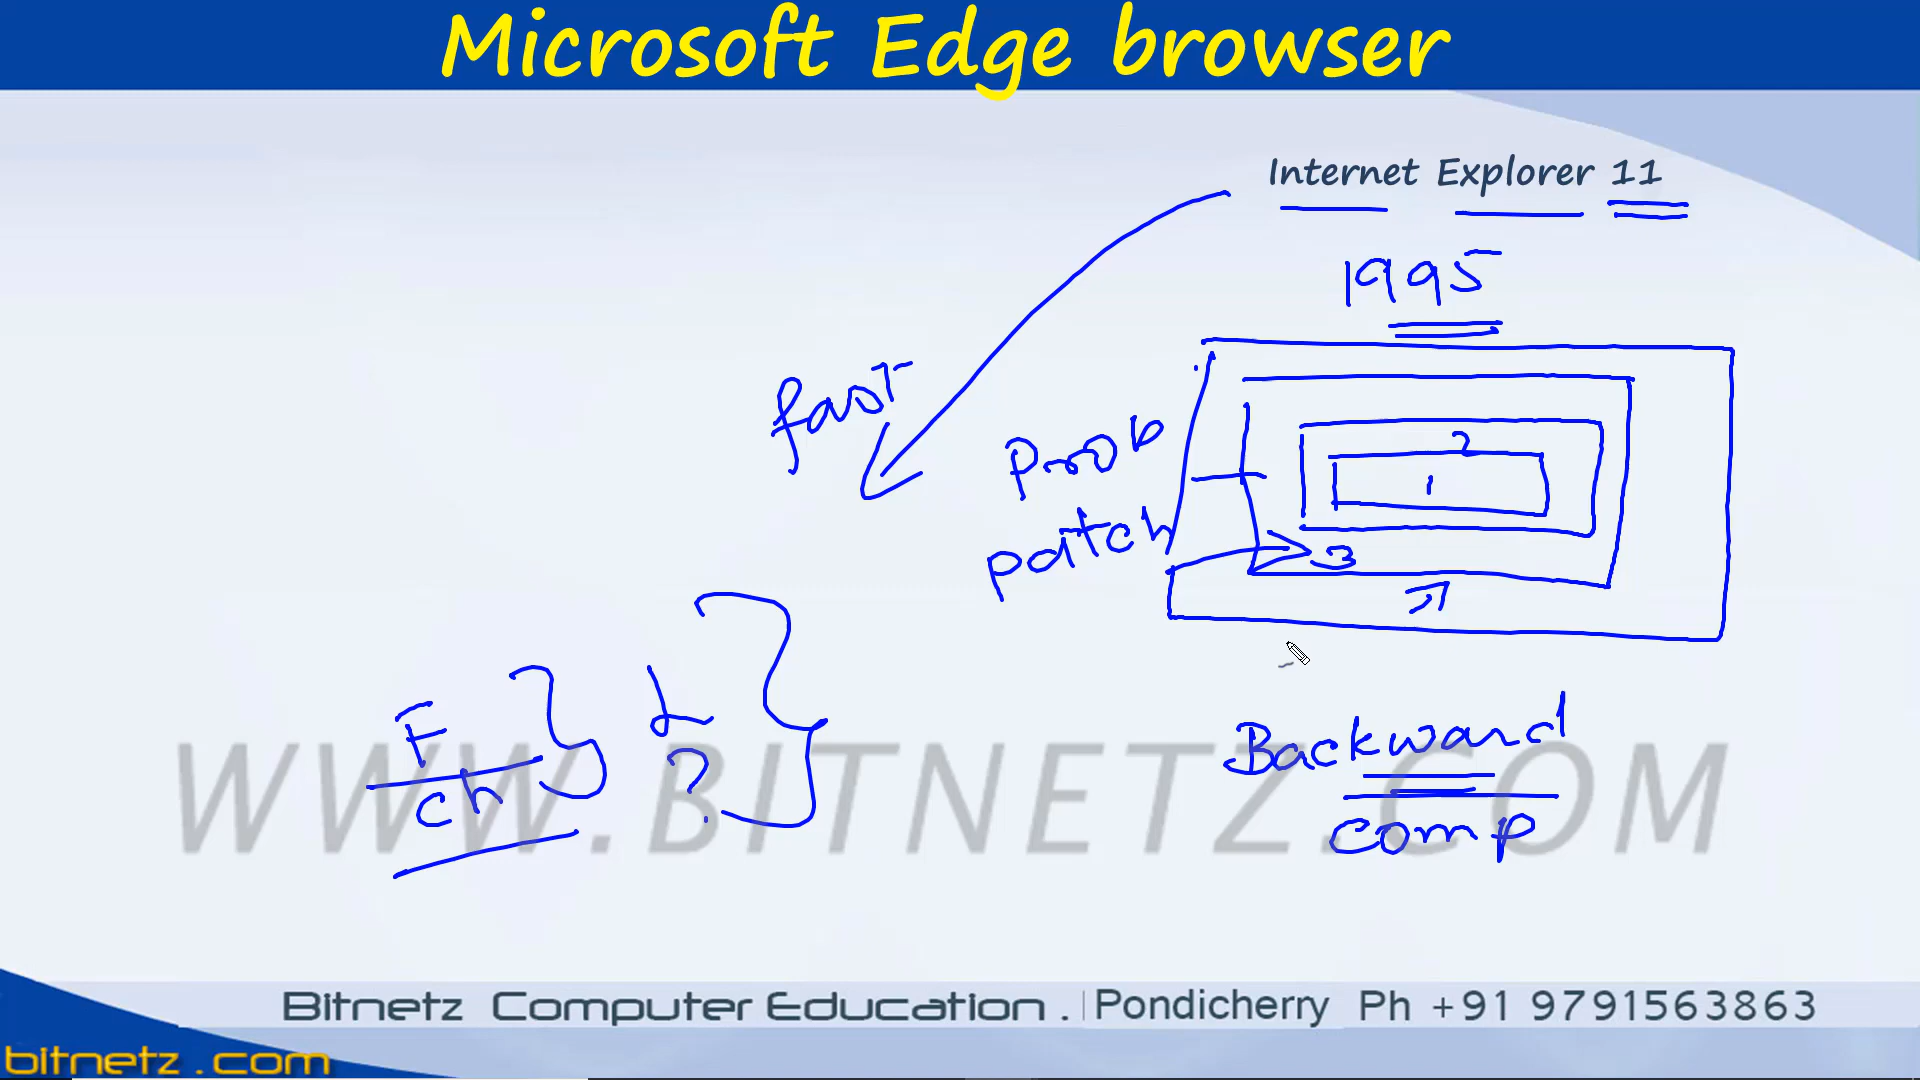 Microsoft Edge browser
Internet Explorer 11
1995
fast
Prob
patch
2
1
3
F
ch
?
Backward
comp
WWW.BITNETZ.COM
Bitnetz Computer Education . | Pondicherry Ph +91 9791563863
bitnetz .com